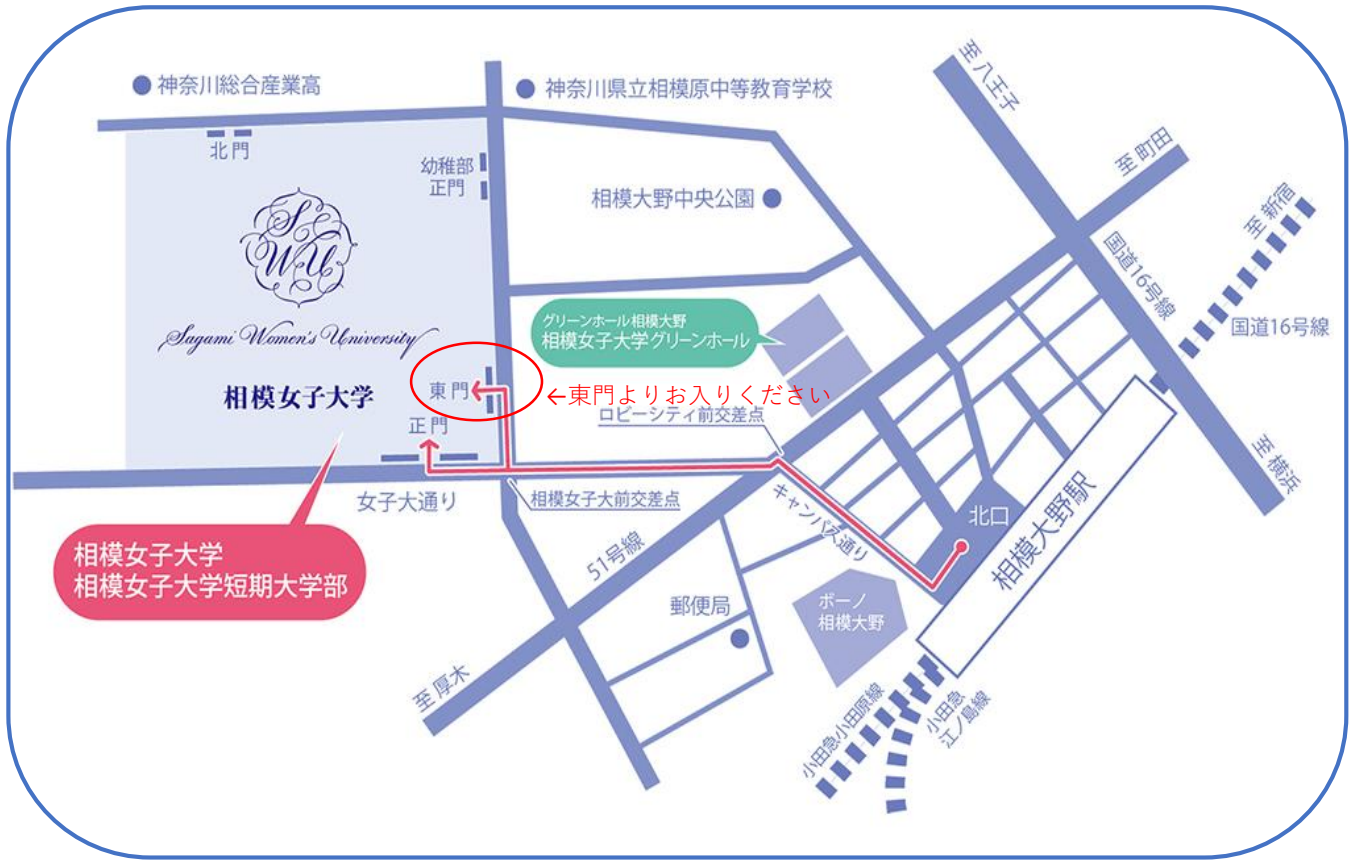 神奈川総合産業高
神奈川県立相模原中等教育学校
至八王子
至町田
至新宿
北門
幼稚部
正門
相模大野中央公園
国道16号線
国道16号線
SWU
Sagami Women's University
相模女子大学
グリーンホール相模大野
相模女子大学グリーンホール
東門
←東門よりお入りください
正門
ロビーシティ前交差点
至横浜
女子大通り
相模女子大前交差点
キャンパス通り
北口
相模大野駅
51号線
相模女子大学
相模女子大学短期大学部
郵便局
ボーノ
相模大野
至厚木
小田急小田原線
小田急
江ノ島線